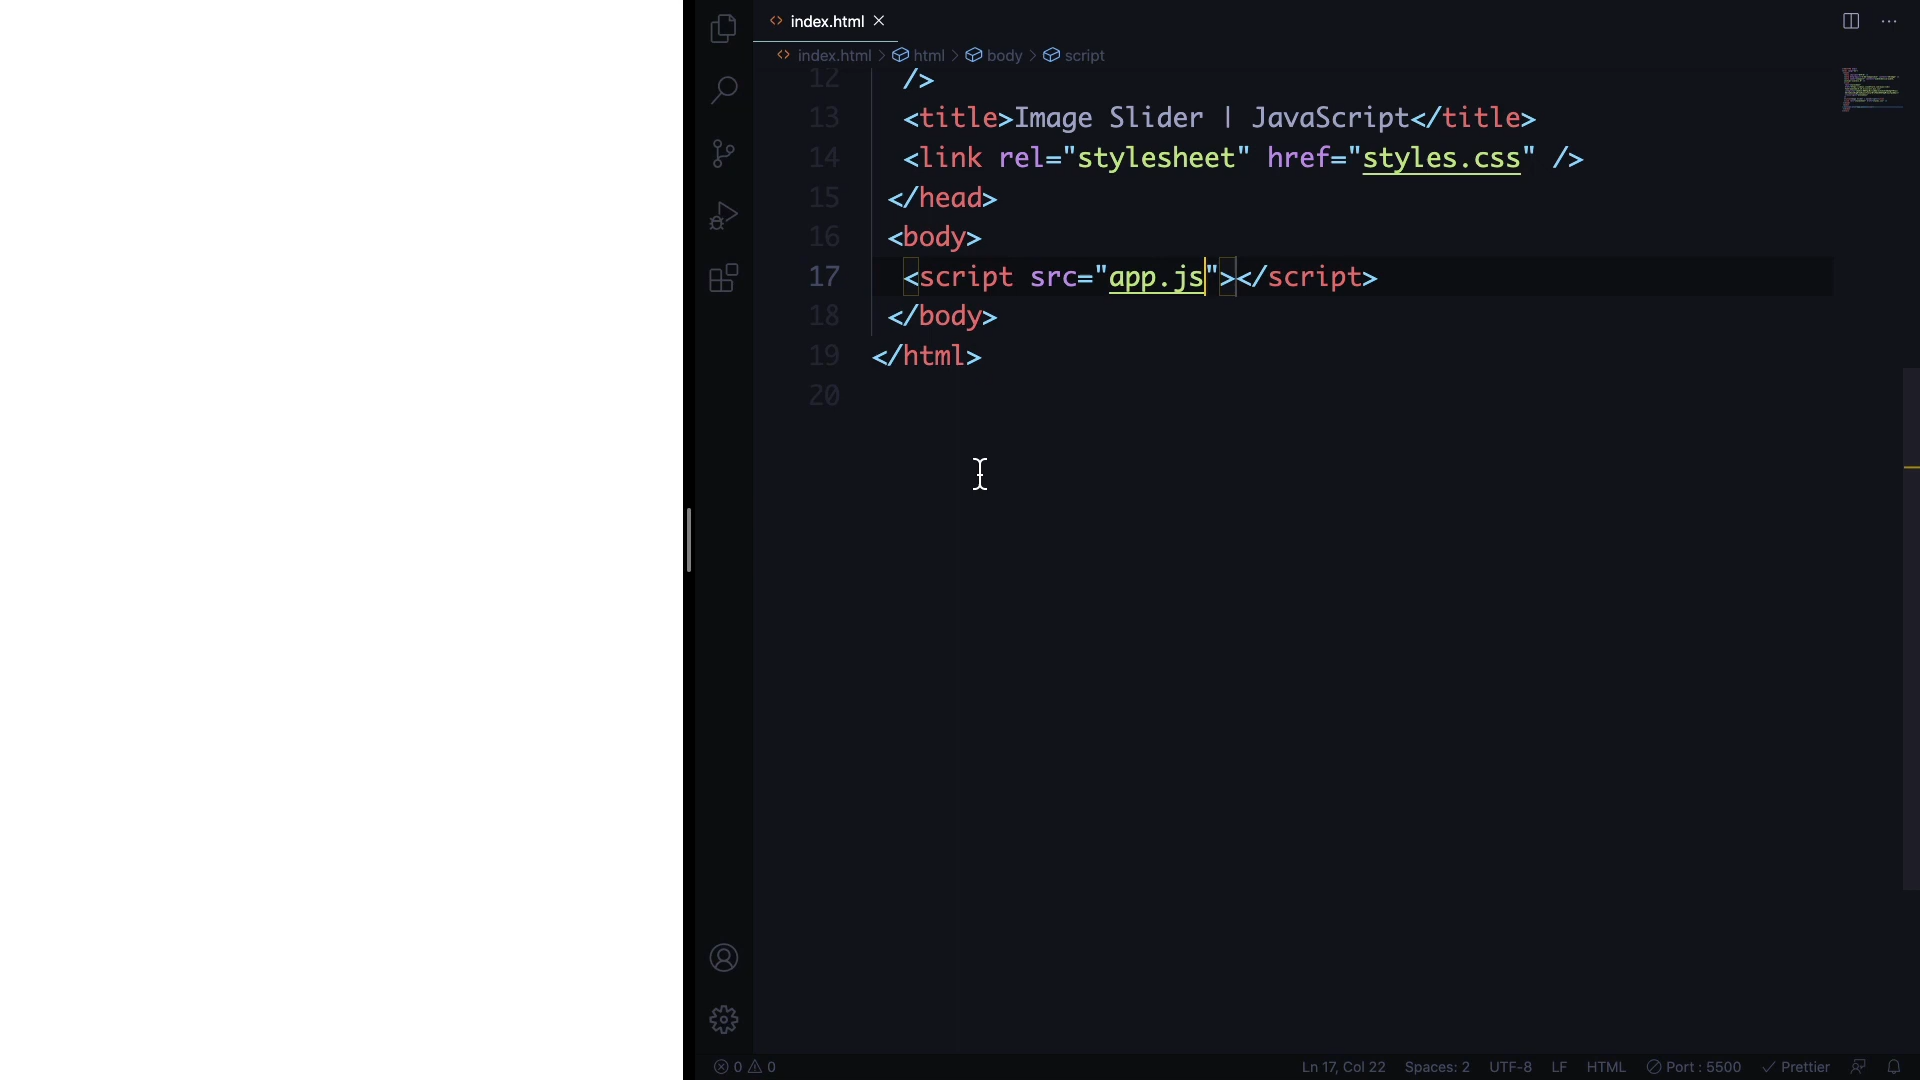 index.html
index.html > html > body > script
12 />
13 <title>Image Slider | JavaScript</title>
14 <link rel="stylesheet" href="styles.css" />
15 </head>
16 <body>
17 <script src="app.js"></script>
18 </body>
19 </html>
20
0 0 Ln 17, Col 22 Spaces: 2 UTF-8 LF HTML Port : 5500 Prettier